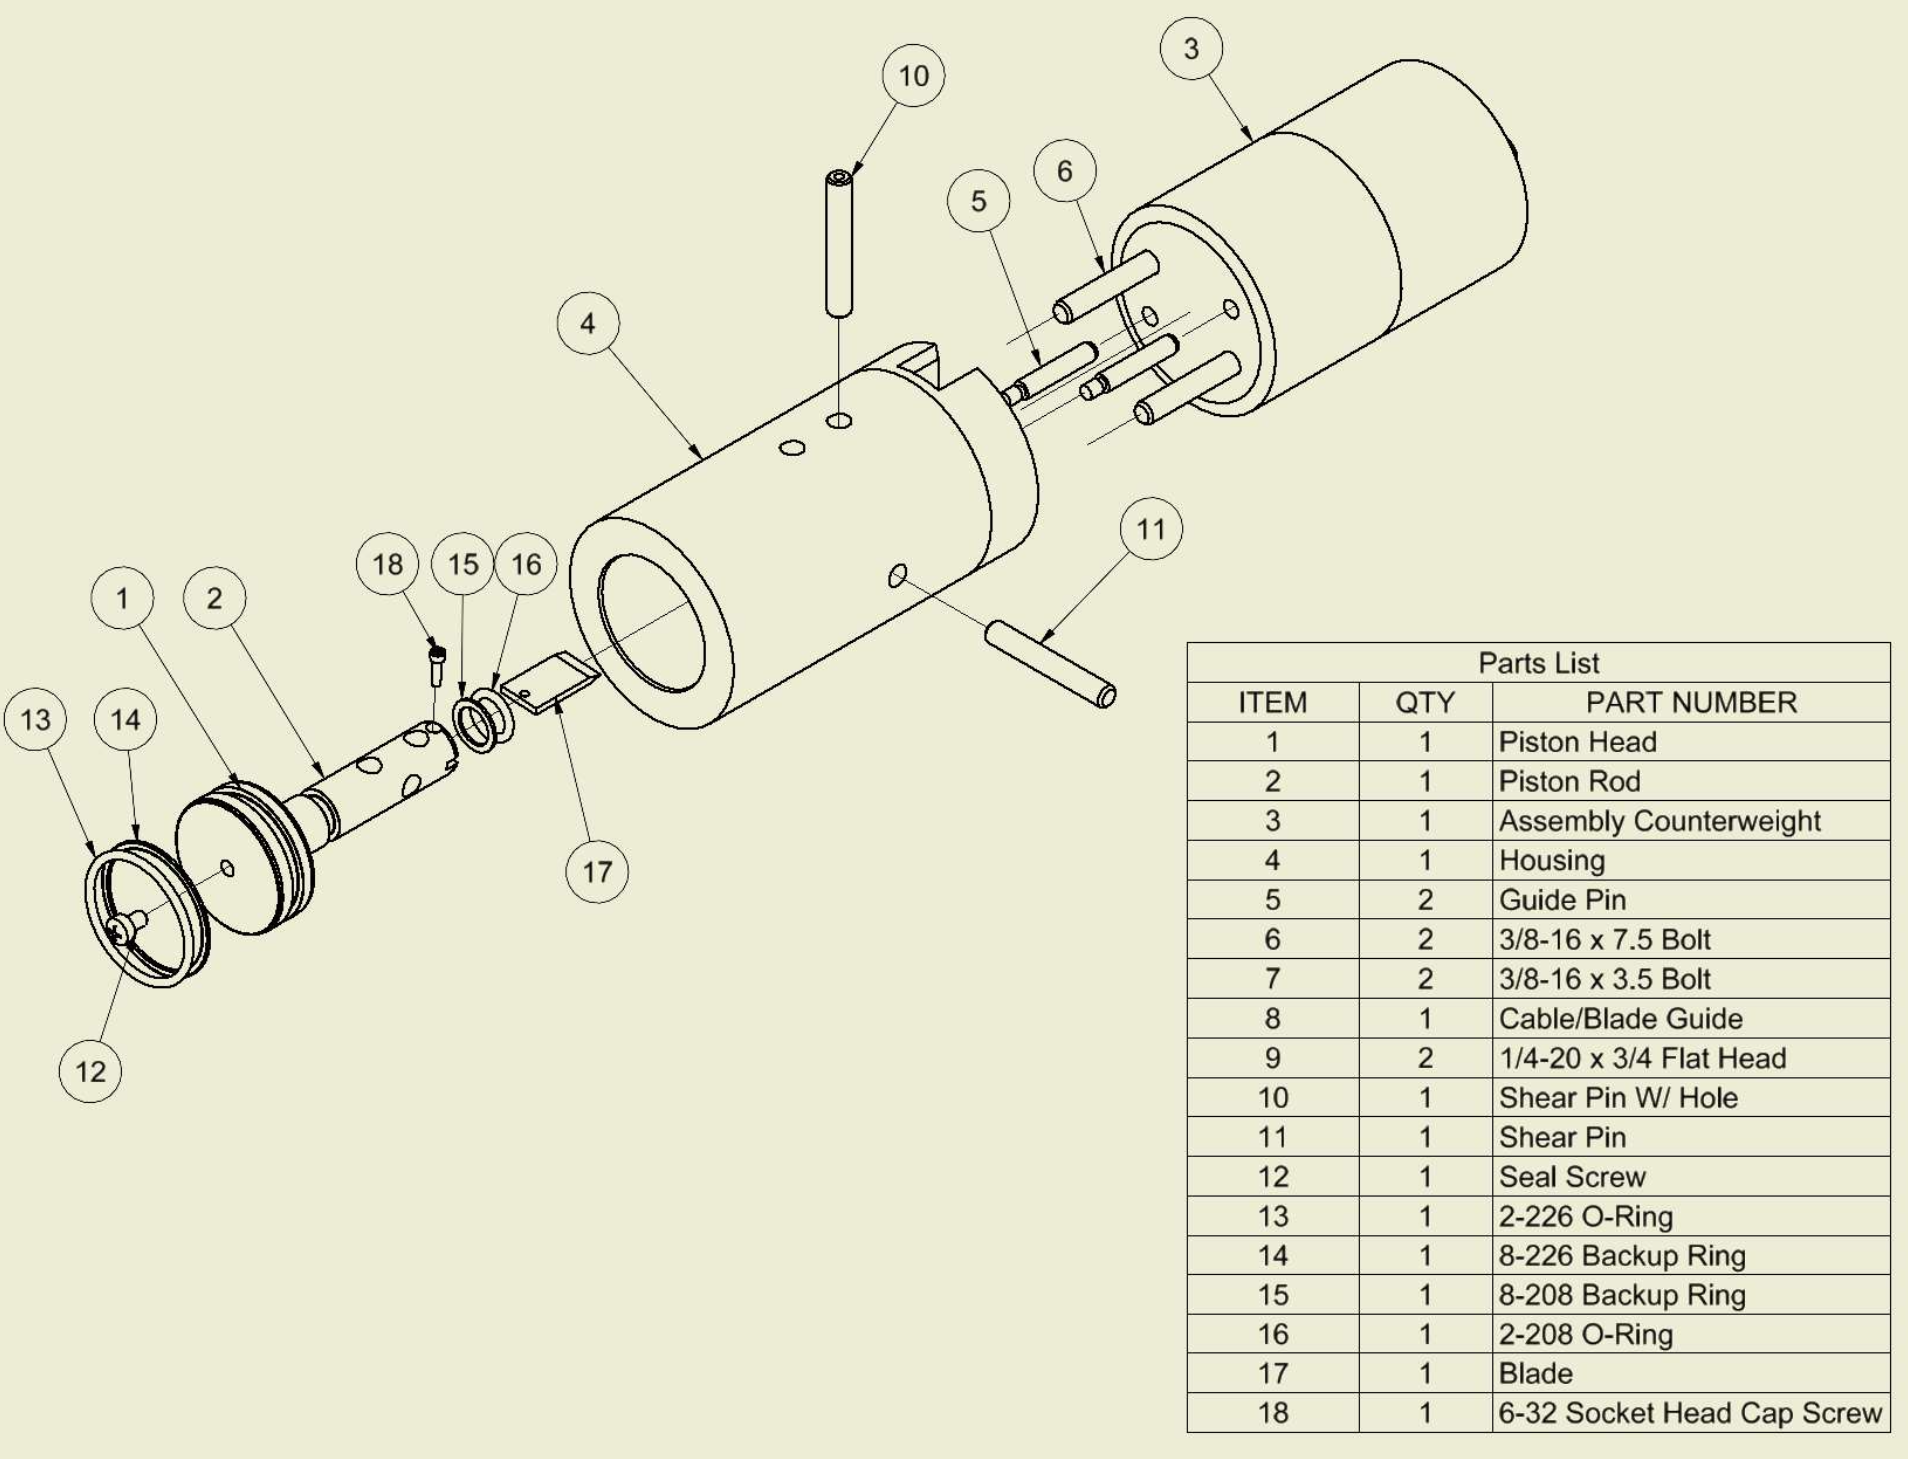 3
10
6
5
4
11
18
15
16
1
2
13
14
17
12
Parts List
ITEM QTY PART NUMBER
1 1 Piston Head
2 1 Piston Rod
3 1 Assembly Counterweight
4 1 Housing
5 2 Guide Pin
6 2 3/8-16 x 7.5 Bolt
7 2 3/8-16 x 3.5 Bolt
8 1 Cable/Blade Guide
9 2 1/4-20 x 3/4 Flat Head
10 1 Shear Pin W/ Hole
11 1 Shear Pin
12 1 Seal Screw
13 1 2-226 O-Ring
14 1 8-226 Backup Ring
15 1 8-208 Backup Ring
16 1 2-208 O-Ring
17 1 Blade
18 1 6-32 Socket Head Cap Screw